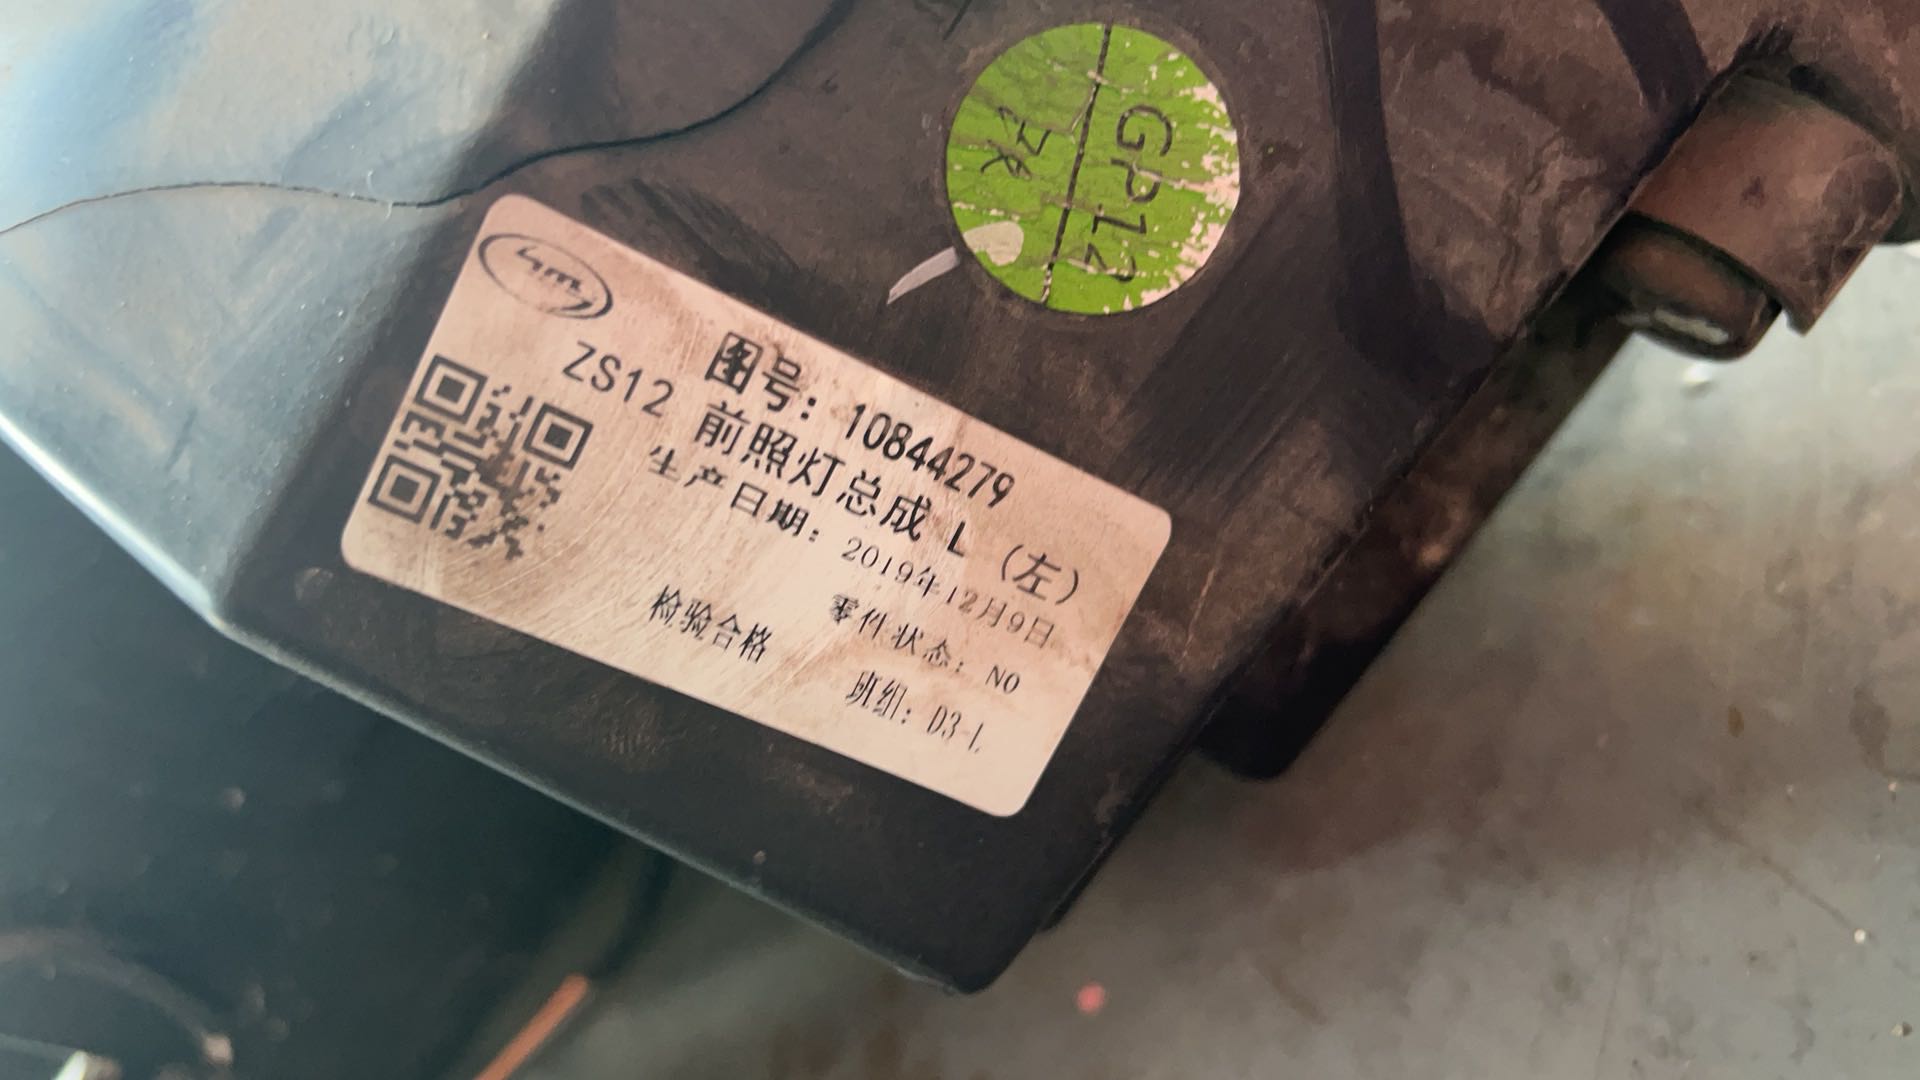 GP12
图号: 10844279
ZS12 前照灯总成 L (左)
生产日期: 2019年12月9日
零件状态: NO
检验合格
班组: D3-L